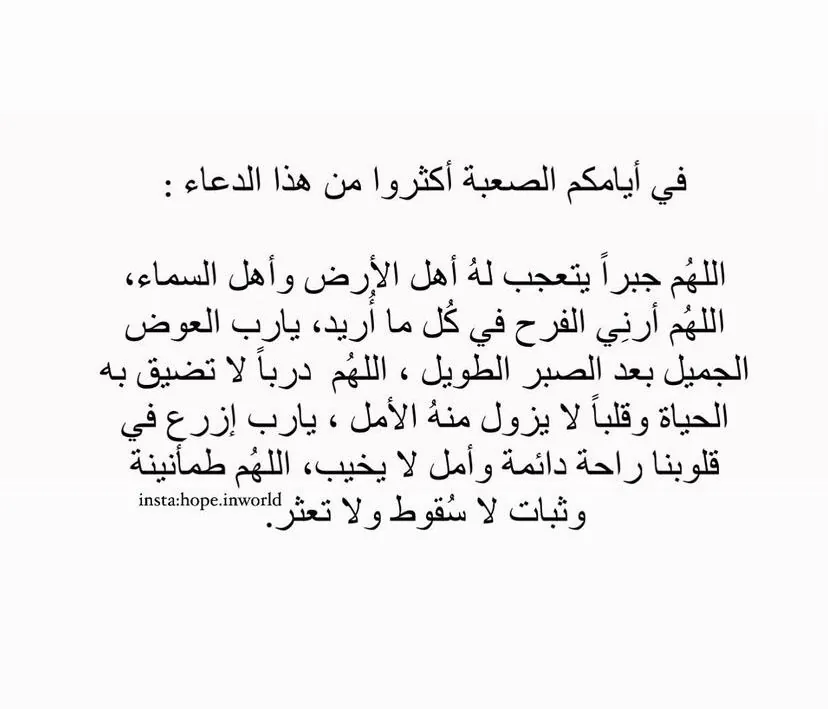 في أيامكم الصعبة أكثروا من هذا الدعاء :
اللهُم جبراً يتعجب لهُ أهل الأرض وأهل السماء،
اللهُم أرنِي الفرح في كُل ما أُريد، يارب العوض
الجميل بعد الصبر الطويل ، اللهُم درباً لا تضيق به
الحياة وقلباً لا يزول منهُ الأمل ، يارب إزرع في
قلوبنا راحة دائمة وأمل لا يخيب، اللهُم طمأنينة
وثبات لا سُقوط ولا تعثر.
insta:hope.inworld